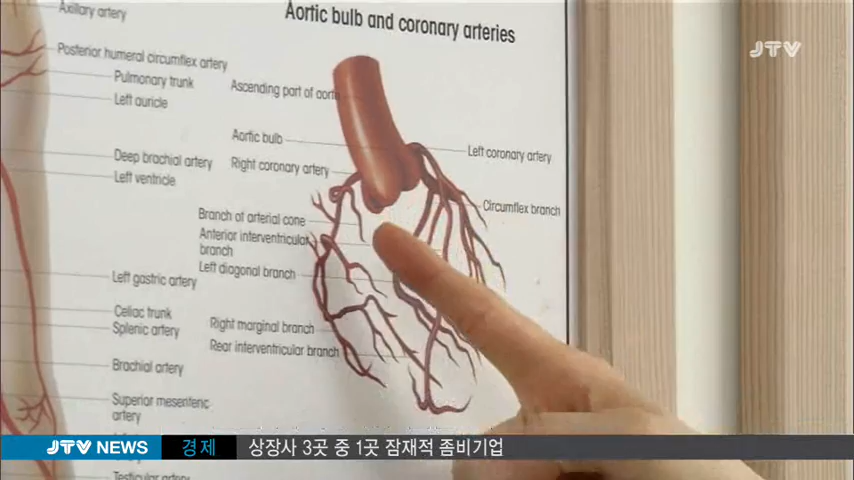 Aortic bulb and coronary arteries
JTV
Axillary artery
Posterior humeral circumflex artery
Pulmonary trunk
Left auricle
Deep brachial artery
Left ventricle
Left gastric artery
Celiac trunk
Splenic artery
Brachial artery
Superior mesenteric
artery
Testicular artery
Ascending part of aorta
Aortic bulb
Right coronary artery
Branch of arterial cone
Anterior interventricular
branch
Left diagonal branch
Right marginal branch
Rear interventricular branch
Left coronary artery
Circumflex branch
JTV NEWS 경제 상장사 3곳 중 1곳 잠재적 좀비기업